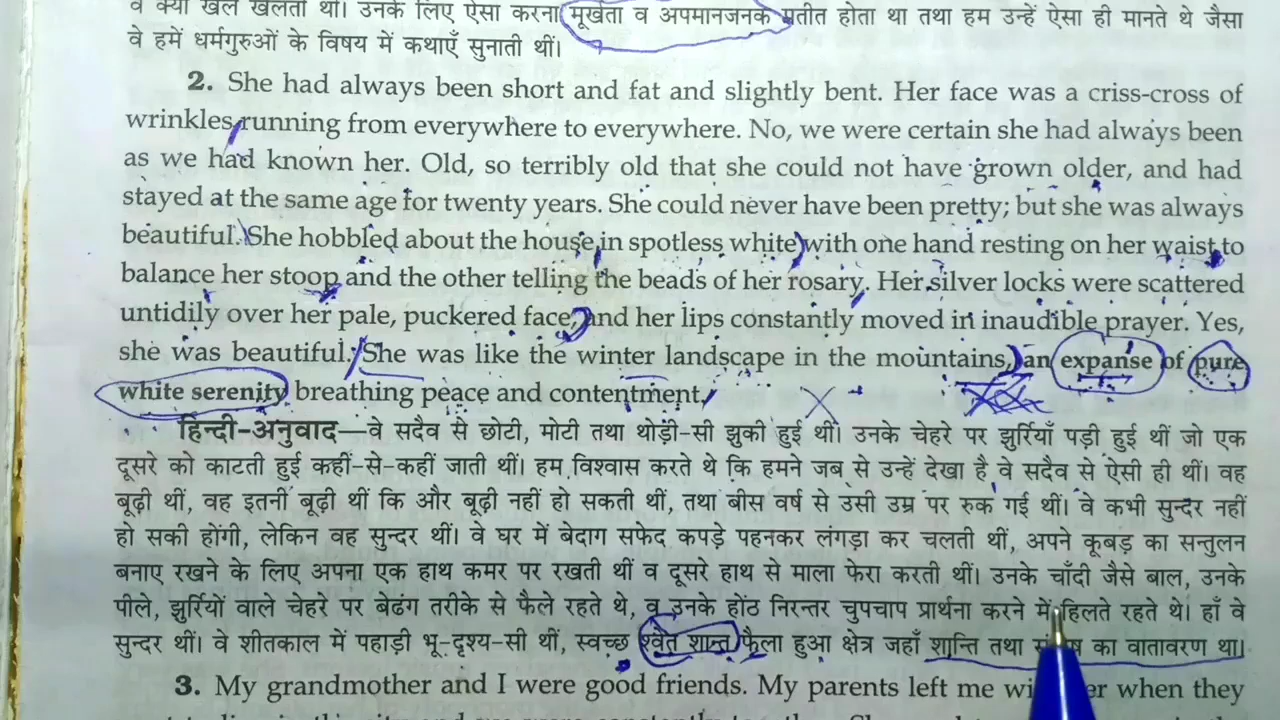 वे क्या खेल खेलती थीं। उनके लिए ऐसा करना मूर्खता व अपमानजनक प्रतीत होता था तथा हम उन्हें ऐसा ही मानते थे जैसा
वे हमें धर्मगुरुओं के विषय में कथाएँ सुनाती थीं।
2. She had always been short and fat and slightly bent. Her face was a criss-cross of
wrinkles running from everywhere to everywhere. No, we were certain she had always been
as we had known her. Old, so terribly old that she could not have grown older, and had
stayed at the same age for twenty years. She could never have been pretty; but she was always
beautiful. She hobbled about the house in spotless white with one hand resting on her waist to
balance her stoop and the other telling the beads of her rosary. Her silver locks were scattered
untidily over her pale, puckered face, and her lips constantly moved in inaudible prayer. Yes,
she was beautiful. She was like the winter landscape in the mountains, an expanse of pure
white serenity breathing peace and contentment.
हिन्दी-अनुवाद—वे सदैव से छोटी, मोटी तथा थोड़ी-सी झुकी हुई थीं। उनके चेहरे पर झुर्रियाँ पड़ी हुई थीं जो एक
दूसरे को काटती हुई कहीं-से-कहीं जाती थीं। हम विश्वास करते थे कि हमने जब से उन्हें देखा है वे सदैव से ऐसी ही थीं। वह
बूढ़ी थीं, वह इतनी बूढ़ी थीं कि और बूढ़ी नहीं हो सकती थीं, तथा बीस वर्ष से उसी उम्र पर रुक गई थीं। वे कभी सुन्दर नहीं
हो सकी होंगी, लेकिन वह सुन्दर थीं। वे घर में बेदाग सफेद कपड़े पहनकर लंगड़ा कर चलती थीं, अपने कूबड़ का सन्तुलन
बनाए रखने के लिए अपना एक हाथ कमर पर रखती थीं व दूसरे हाथ से माला फेरा करती थीं। उनके चाँदी जैसे बाल, उनके
पीले, झुर्रियों वाले चेहरे पर बेढंग तरीके से फैले रहते थे, व उनके होंठ निरन्तर चुपचाप प्रार्थना करने में हिलते रहते थे। हाँ वे
सुन्दर थीं। वे शीतकाल में पहाड़ी भू-दृश्य-सी थीं, स्वच्छ श्वेत शान्त फैला हुआ क्षेत्र जहाँ शान्ति तथा का वातावरण था।
3. My grandmother and I were good friends. My parents left me when they